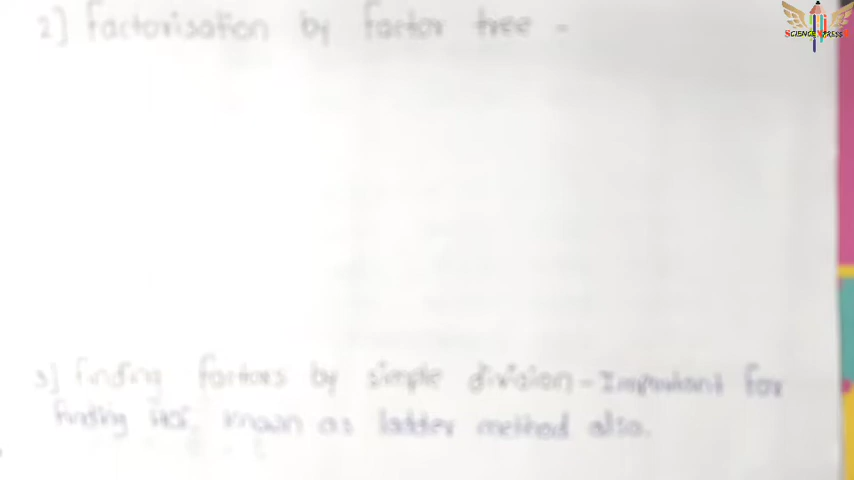 2] Factorisation by factor tree -
3] Finding factors by simple division - Important for
finding HCF. known as ladder method also.
SCIENCEXPRESS